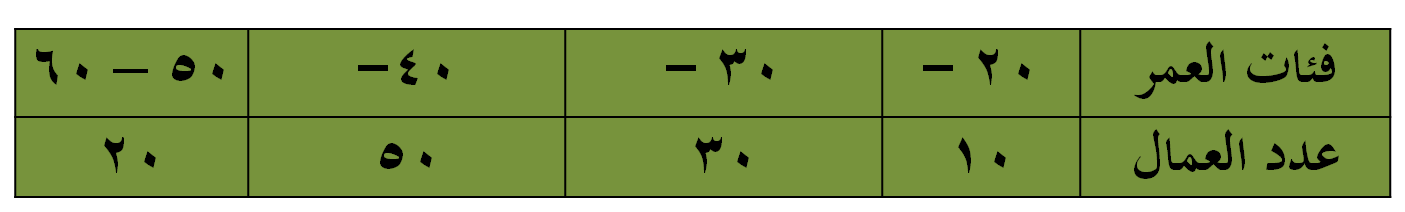 فئات العمر ٢٠ – ٣٠ – ٤٠– ٥٠ – ٦٠
عدد العمال ١٠ ٣٠ ٥٠ ٢٠